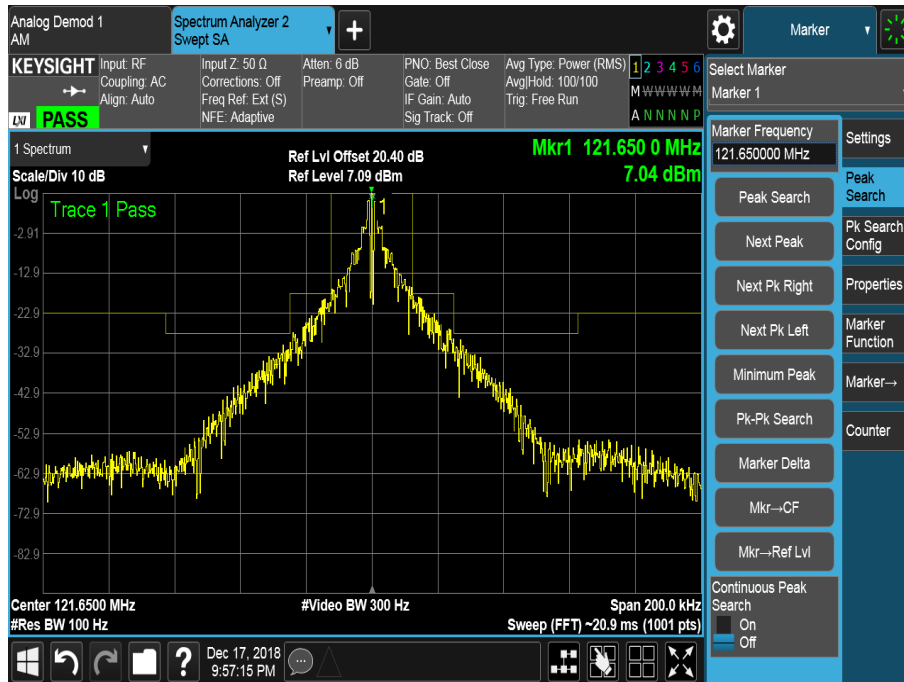 Analog Demod 1
AM
Spectrum Analyzer 2
Swept SA
Marker
KEYSIGHT
Input: RF
Coupling: AC
Align: Auto
Input Z: 50 Ω
Corrections: Off
Freq Ref: Ext (S)
NFE: Adaptive
Atten: 6 dB
Preamp: Off
PNO: Best Close
Gate: Off
IF Gain: Auto
Sig Track: Off
Avg Type: Power (RMS)
Avg|Hold: 100/100
Trig: Free Run
1 2 3 4 5 6
M W W W W W
A N N N N P
LXI PASS
Select Marker
Marker 1
1 Spectrum
Scale/Div 10 dB
Ref Lvl Offset 20.40 dB
Ref Level 7.09 dBm
Mkr1 121.650 0 MHz
7.04 dBm
Log
Trace 1 Pass
1
-2.91
-12.9
-22.9
-32.9
-42.9
-52.9
-62.9
-72.9
-82.9
Center 121.6500 MHz
#Res BW 100 Hz
#Video BW 300 Hz
Span 200.0 kHz
Sweep (FFT) ~20.9 ms (1001 pts)
Marker Frequency
121.650000 MHz
Peak Search
Next Peak
Next Pk Right
Next Pk Left
Minimum Peak
Pk-Pk Search
Marker Delta
Mkr→CF
Mkr→Ref Lvl
Continuous Peak
Search
On
Off
Settings
Peak
Search
Pk Search
Config
Properties
Marker
Function
Marker→
Counter
Dec 17, 2018
9:57:15 PM